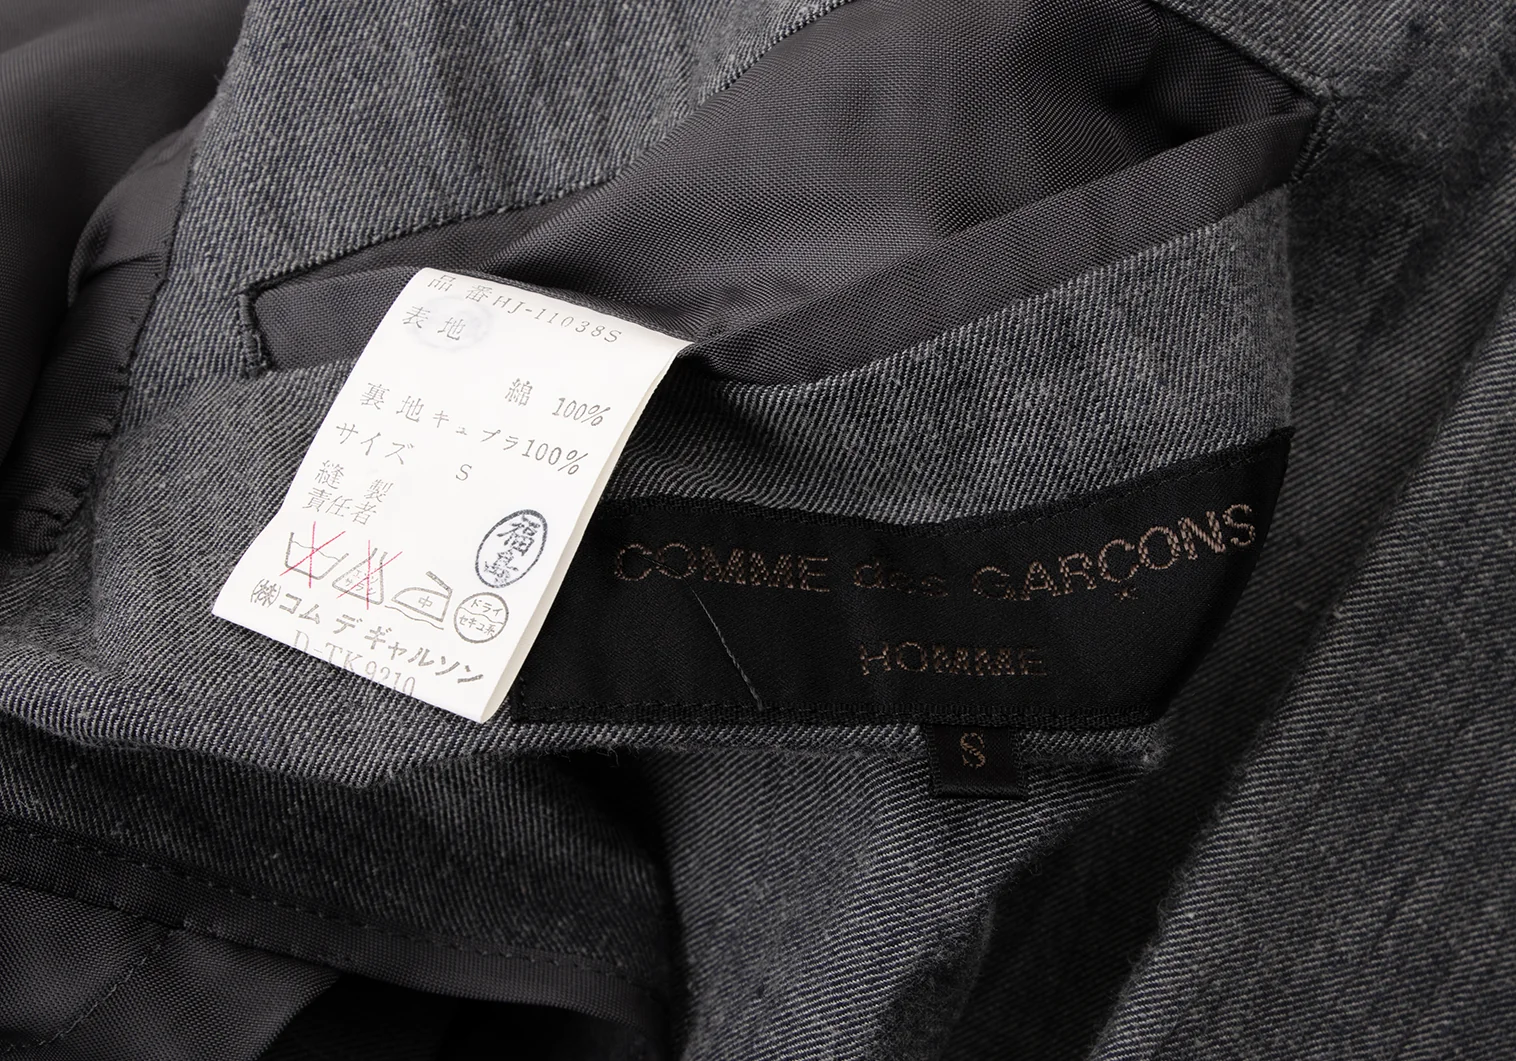 品番HJ-11038S
表地
綿 100%
裏地キュプラ100%
サイズ S
縫製
責任者
福島
中
ドライ
セキユ系
(株)コム デ ギャルソン
D-TK9210
COMME des GARÇONS
HOMME
S